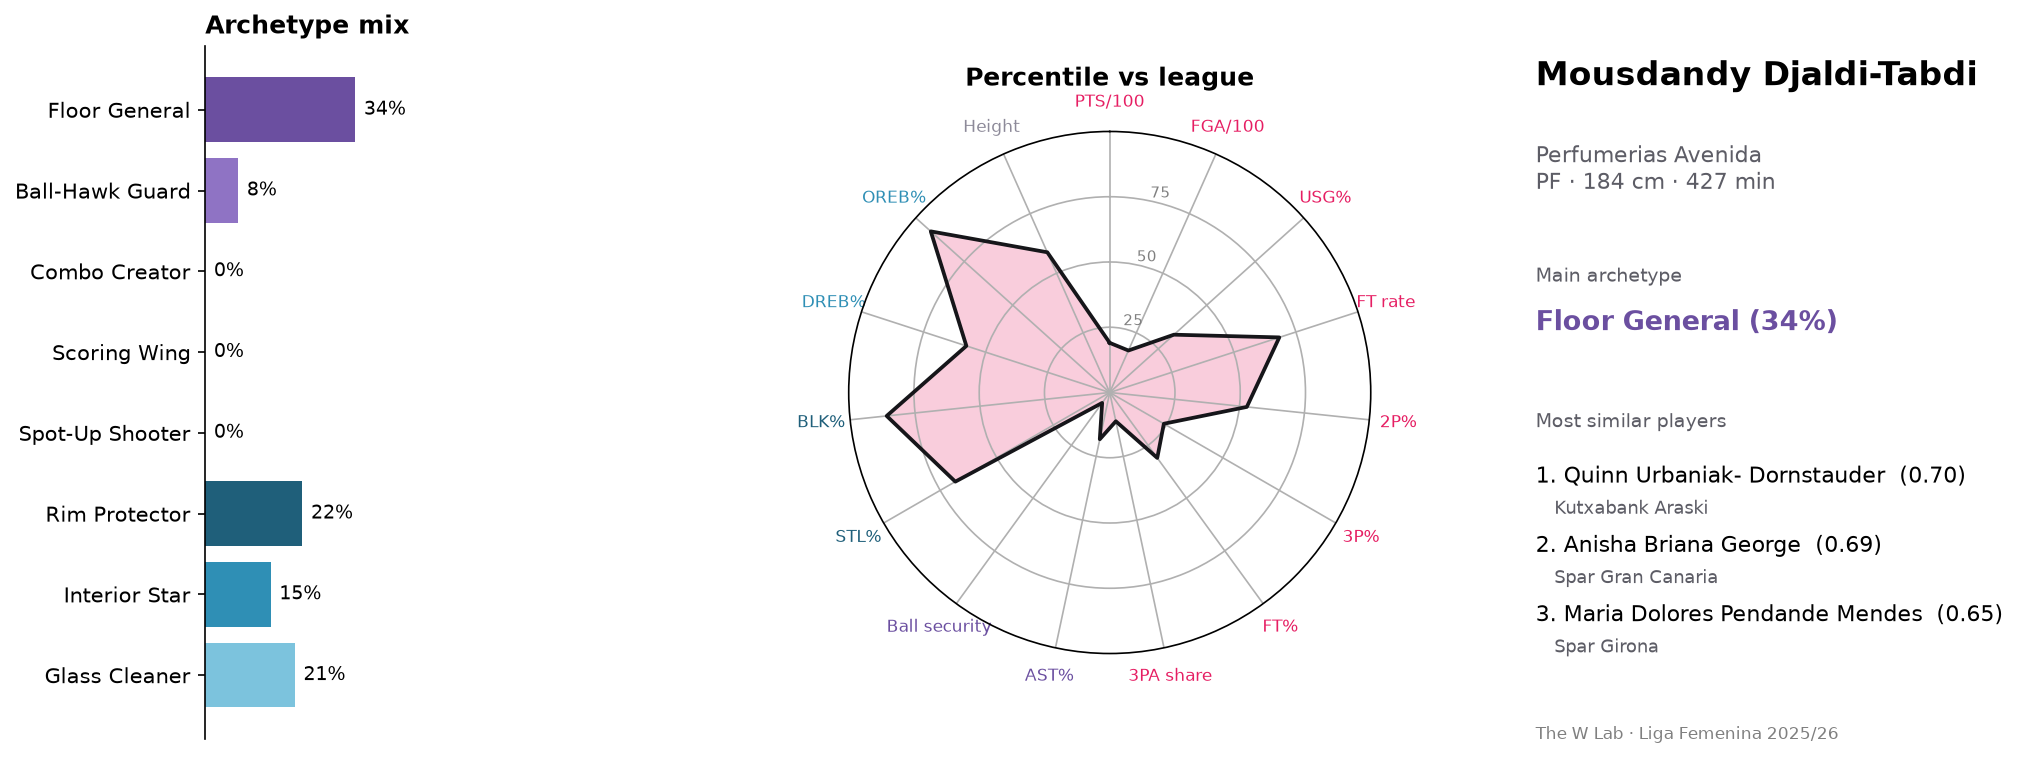 Archetype mix
Floor General
34%
Ball-Hawk Guard
8%
Combo Creator
0%
Scoring Wing
0%
Spot-Up Shooter
0%
Rim Protector
22%
Interior Star
15%
Glass Cleaner
21%
Percentile vs league
PTS/100
FGA/100
USG%
FT rate
2P%
3P%
FT%
3PA share
AST%
Ball security
STL%
BLK%
DREB%
OREB%
Height
75
50
25
Mousdandy Djaldi-Tabdi
Perfumerias Avenida
PF · 184 cm · 427 min
Main archetype
Floor General (34%)
Most similar players
1. Quinn Urbaniak- Dornstauder (0.70)
Kutxabank Araski
2. Anisha Briana George (0.69)
Spar Gran Canaria
3. Maria Dolores Pendande Mendes (0.65)
Spar Girona
The W Lab · Liga Femenina 2025/26